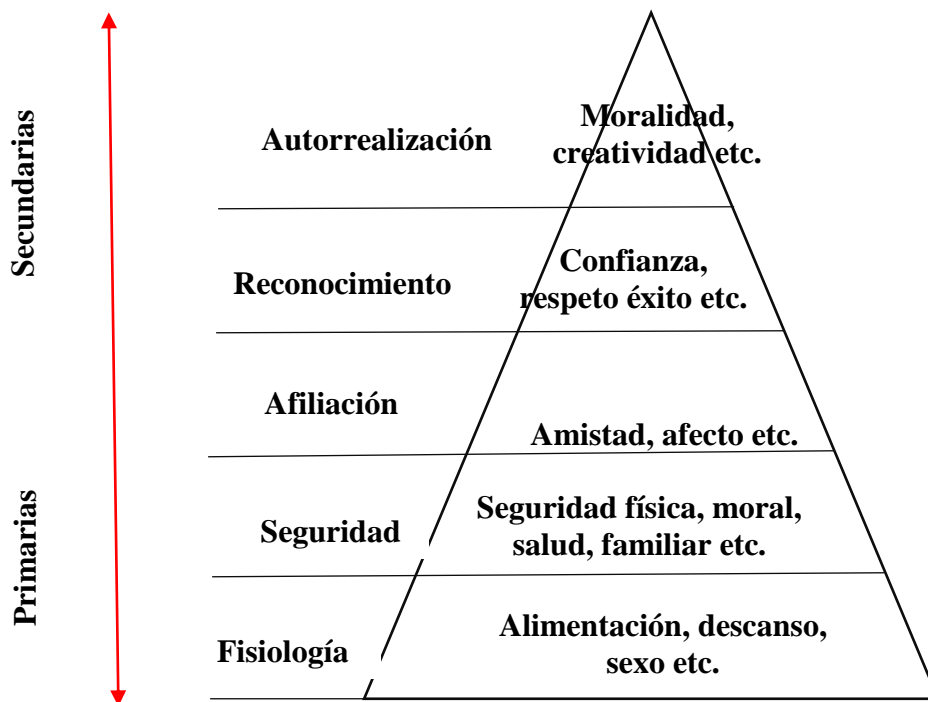 Secundarias
Autorrealización
Moralidad,
creatividad etc.
Reconocimiento
Confianza,
respeto éxito etc.
Afiliación
Amistad, afecto etc.
Primarias
Seguridad
Seguridad física, moral,
salud, familiar etc.
Fisiología
Alimentación, descanso,
sexo etc.